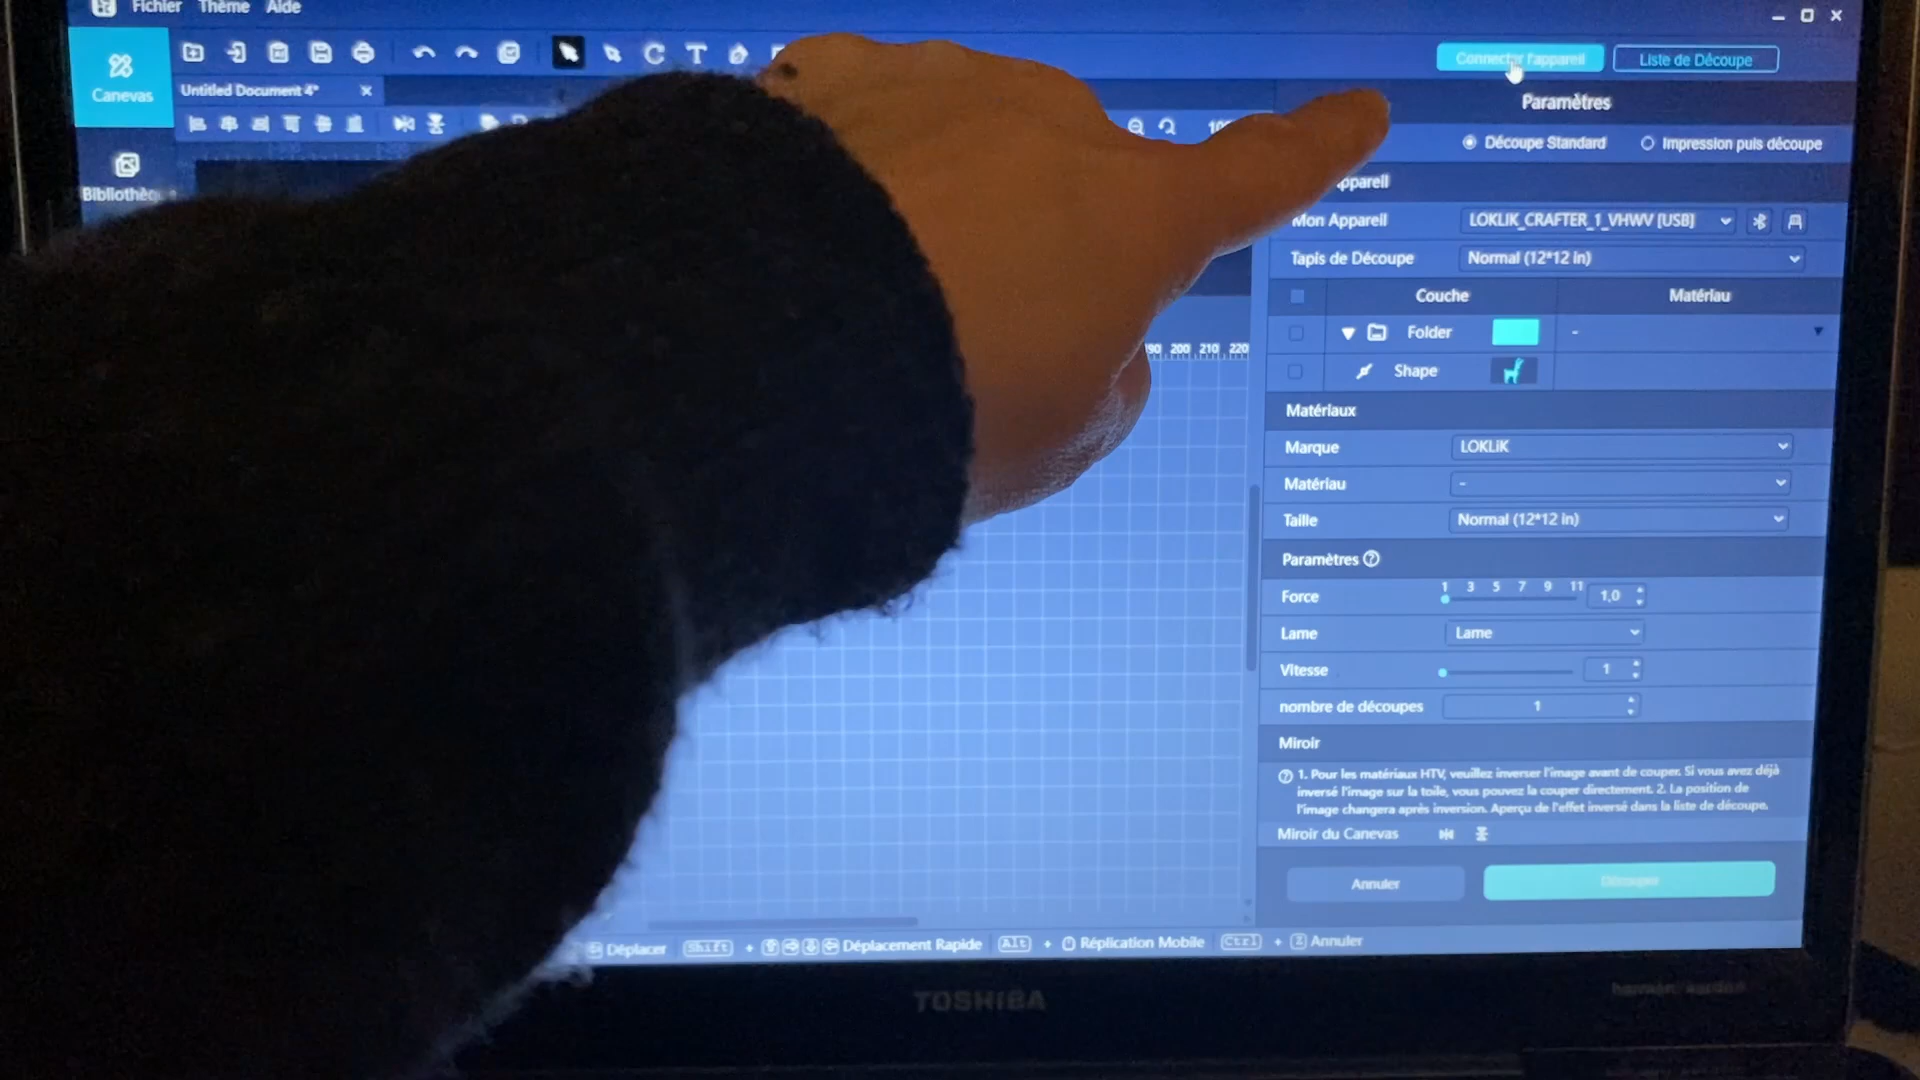 Fichier Thème Aide
Connecter l'appareil Liste de Découpe
Canevas
Untitled Document 4*
Paramètres
Découpe Standard Impression puis découpe
Mon Appareil LOKLIK_CRAFTER_1_VHWV [USB]
Tapis de Découpe Normal (12*12 in)
Couche Matériau
Folder -
190 200 210 220
Shape
Matériaux
Marque LOKLiK
Matériau -
Taille Normal (12*12 in)
Paramètres ?
1 3 5 7 9 11
Force 1,0
Lame Lame
Vitesse 1
nombre de découpes 1
Miroir
? 1. Pour les matériaux HTV, veuillez inverser l'image avant de couper. Si vous avez déjà
inversé l'image sur la toile, vous pouvez la couper directement. 2. La position de
l'image changera après inversion. Aperçu de l'effet inversé dans la liste de découpe.
Miroir du Canevas
Annuler Découper
Déplacer Shift + Déplacement Rapide Alt + Réplication Mobile Ctrl + Z Annuler
TOSHIBA
harman/kardon